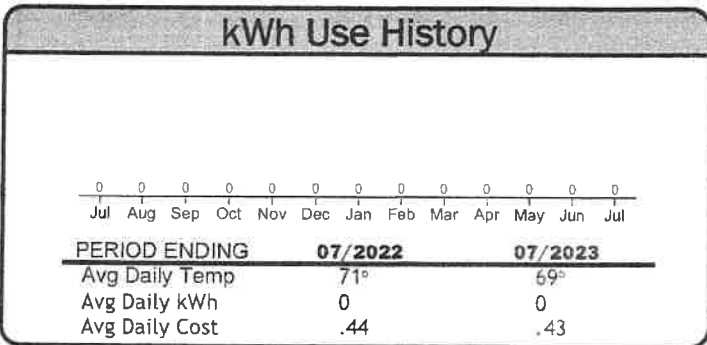 kWh Use History
0 0 0 0 0 0 0 0 0 0 0 0 0
Jul Aug Sep Oct Nov Dec Jan Feb Mar Apr May Jun Jul
PERIOD ENDING 07/2022 07/2023
Avg Daily Temp 71° 69°
Avg Daily kWh 0 0
Avg Daily Cost .44 .43